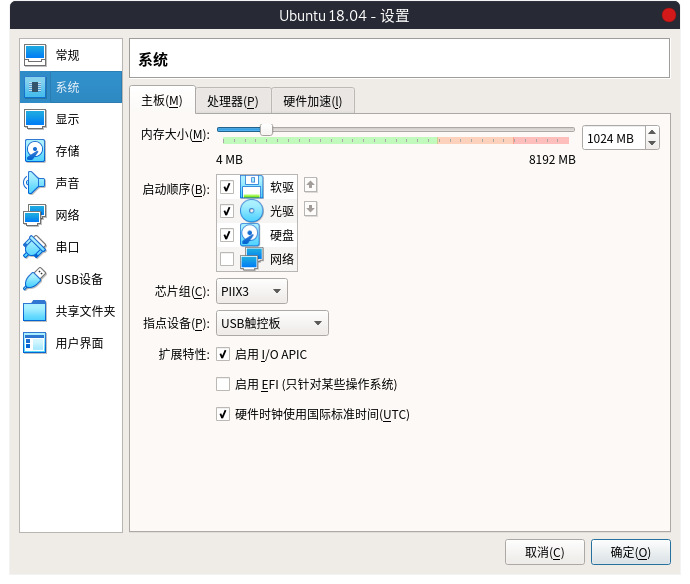 Ubuntu 18.04 - 设置
常规
系统
显示
存储
声音
网络
串口
USB设备
共享文件夹
用户界面
系统
主板(M)
处理器(P)
硬件加速(l)
内存大小(M):
1024 MB
4 MB
8192 MB
启动顺序(B):
软驱
光驱
硬盘
网络
芯片组(C):
PIIX3
指点设备(P):
USB触控板
扩展特性:
启用 I/O APIC
启用 EFI (只针对某些操作系统)
硬件时钟使用国际标准时间(UTC)
取消(C)
确定(O)